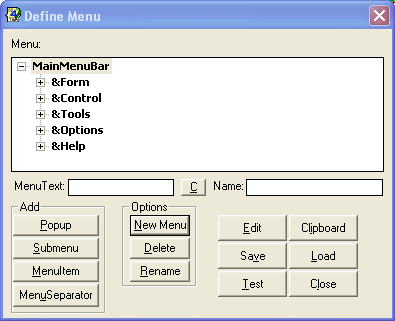 Define Menu
Menu:
MainMenuBar
&Form
&Control
&Tools
&Options
&Help
MenuText: C Name:
Add
Popup
Submenu
MenuItem
MenuSeparator
Options
New Menu
Delete
Rename
Edit Clipboard
Save Load
Test Close